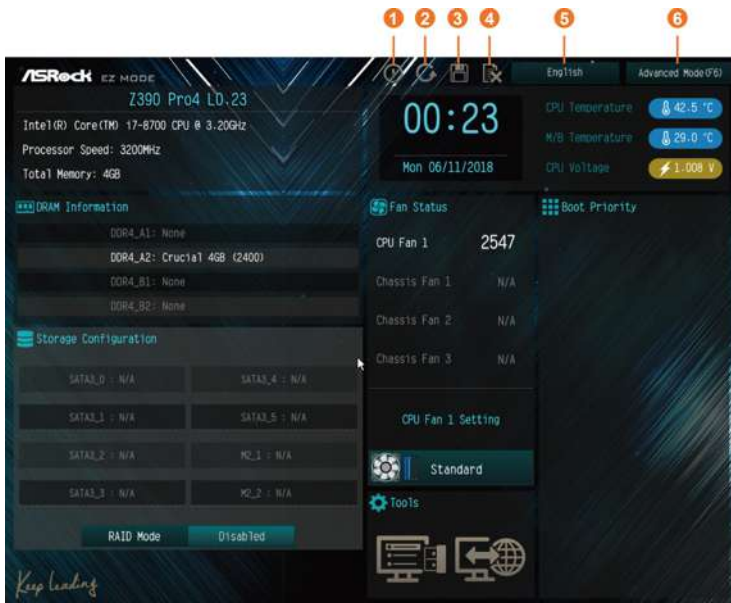 1 2 3 4 5 6
ASRock EZ MODE
English
Advanced Mode(F6)
Z390 Pro4 L0.23
Intel(R) Core(TM) i7-8700 CPU @ 3.20GHz
Processor Speed: 3200MHz
Total Memory: 4GB
00:23
Mon 06/11/2018
CPU Temperature 42.5 °C
M/B Temperature 29.0 °C
CPU Voltage 1.008 V
DRAM Information
DDR4_A1: None
DDR4_A2: Crucial 4GB (2400)
DDR4_B1: None
DDR4_B2: None
Storage Configuration
SATA3_0 : N/A SATA3_4 : N/A
SATA3_1 : N/A SATA3_5 : N/A
SATA3_2 : N/A M2_1 : N/A
SATA3_3 : N/A M2_2 : N/A
RAID Mode Disabled
Keep Leading
Fan Status
CPU Fan 1 2547
Chassis Fan 1 N/A
Chassis Fan 2 N/A
Chassis Fan 3 N/A
CPU Fan 1 Setting
Standard
Tools
Boot Priority